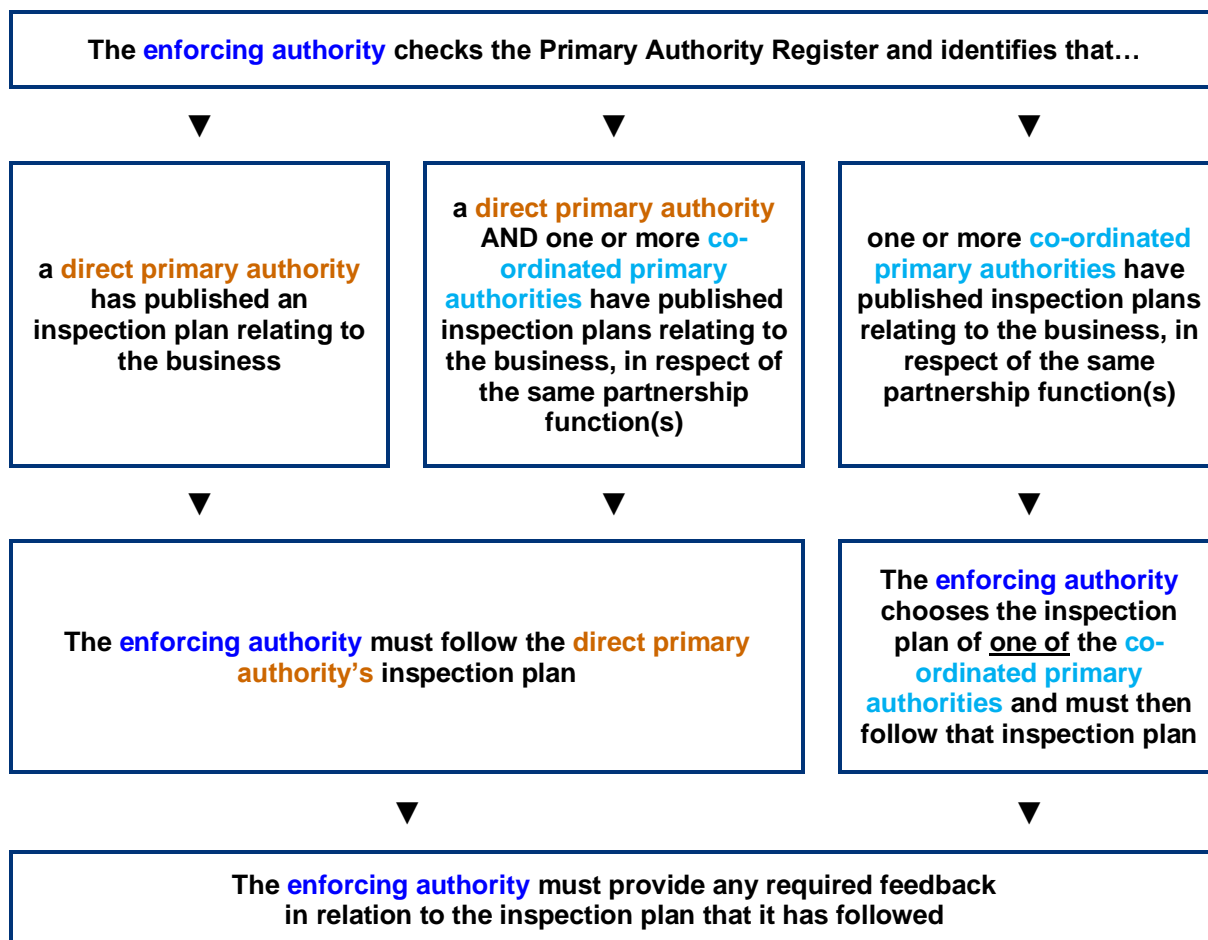 The enforcing authority checks the Primary Authority Register and identifies that…
▼ ▼ ▼
a direct primary authority
has published an
inspection plan relating to
the business
a direct primary authority
AND one or more co-
ordinated primary
authorities have published
inspection plans relating to
the business, in respect of
the same partnership
function(s)
one or more co-ordinated
primary authorities have
published inspection plans
relating to the business, in
respect of the same
partnership function(s)
▼ ▼ ▼
The enforcing authority must follow the direct primary
authority’s inspection plan
The enforcing authority
chooses the inspection
plan of one of the co-
ordinated primary
authorities and must then
follow that inspection plan
▼ ▼
The enforcing authority must provide any required feedback
in relation to the inspection plan that it has followed